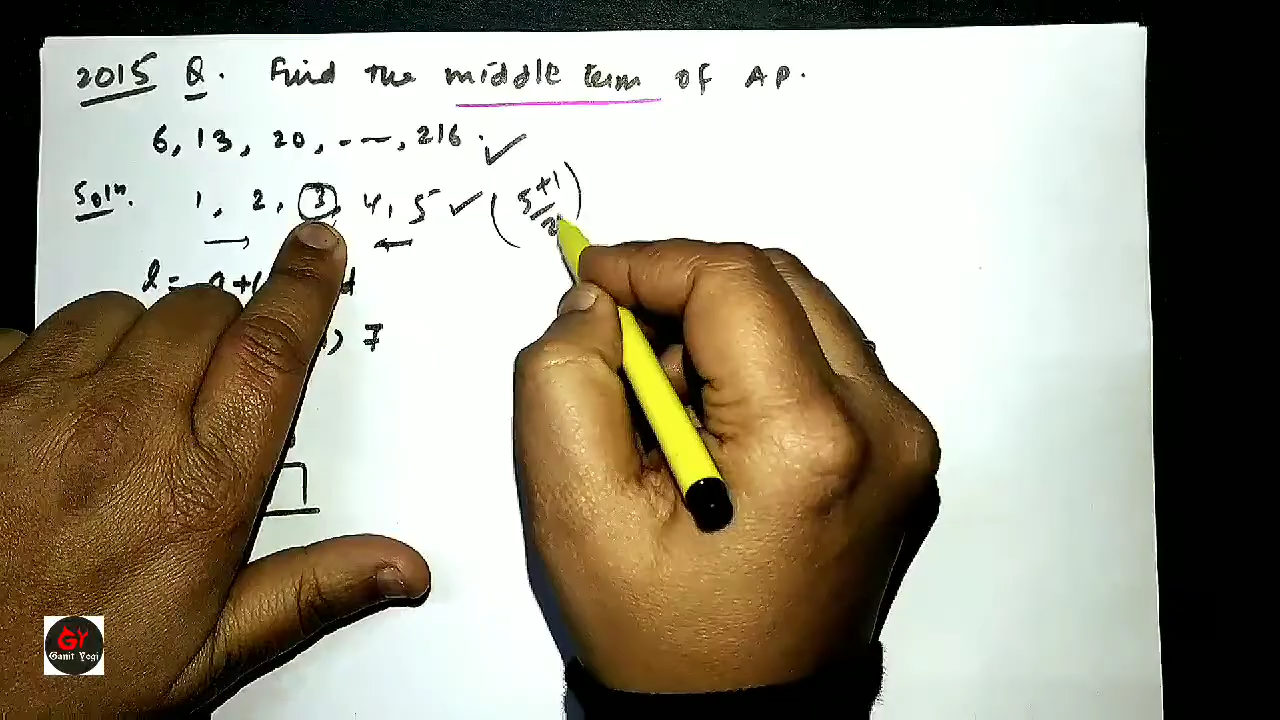 2015 Q. Find the middle term of AP.
6, 13, 20, ----, 216.
Soln. 1, 2, 3, 4, 5 (5+1/2)
l = a + d
) 7
GY
Ganit Yogi